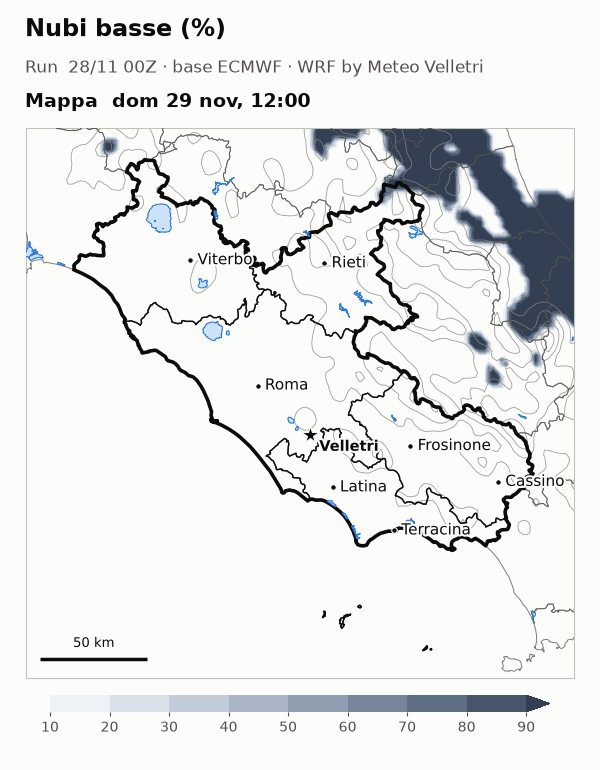 Nubi basse (%)
Run 28/11 00Z · base ECMWF · WRF by Meteo Velletri
Mappa dom 29 nov, 12:00
Viterbo
Rieti
Roma
Velletri
Frosinone
Cassino
Latina
Terracina
50 km
10 20 30 40 50 60 70 80 90